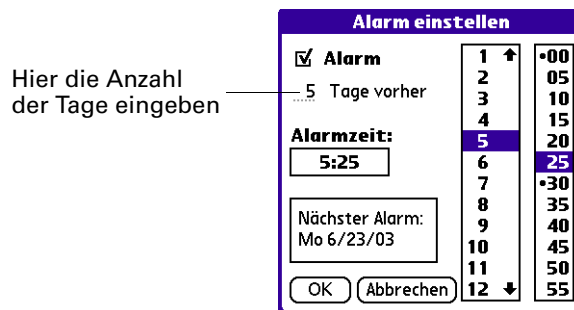 Alarm einstellen
Hier die Anzahl
der Tage eingeben
Alarm
5 Tage vorher
Alarmzeit:
5:25
Nächster Alarm:
Mo 6/23/03
OK
Abbrechen
1
2
3
4
5
6
7
8
9
10
11
12
•00
05
10
15
20
25
•30
35
40
45
50
55